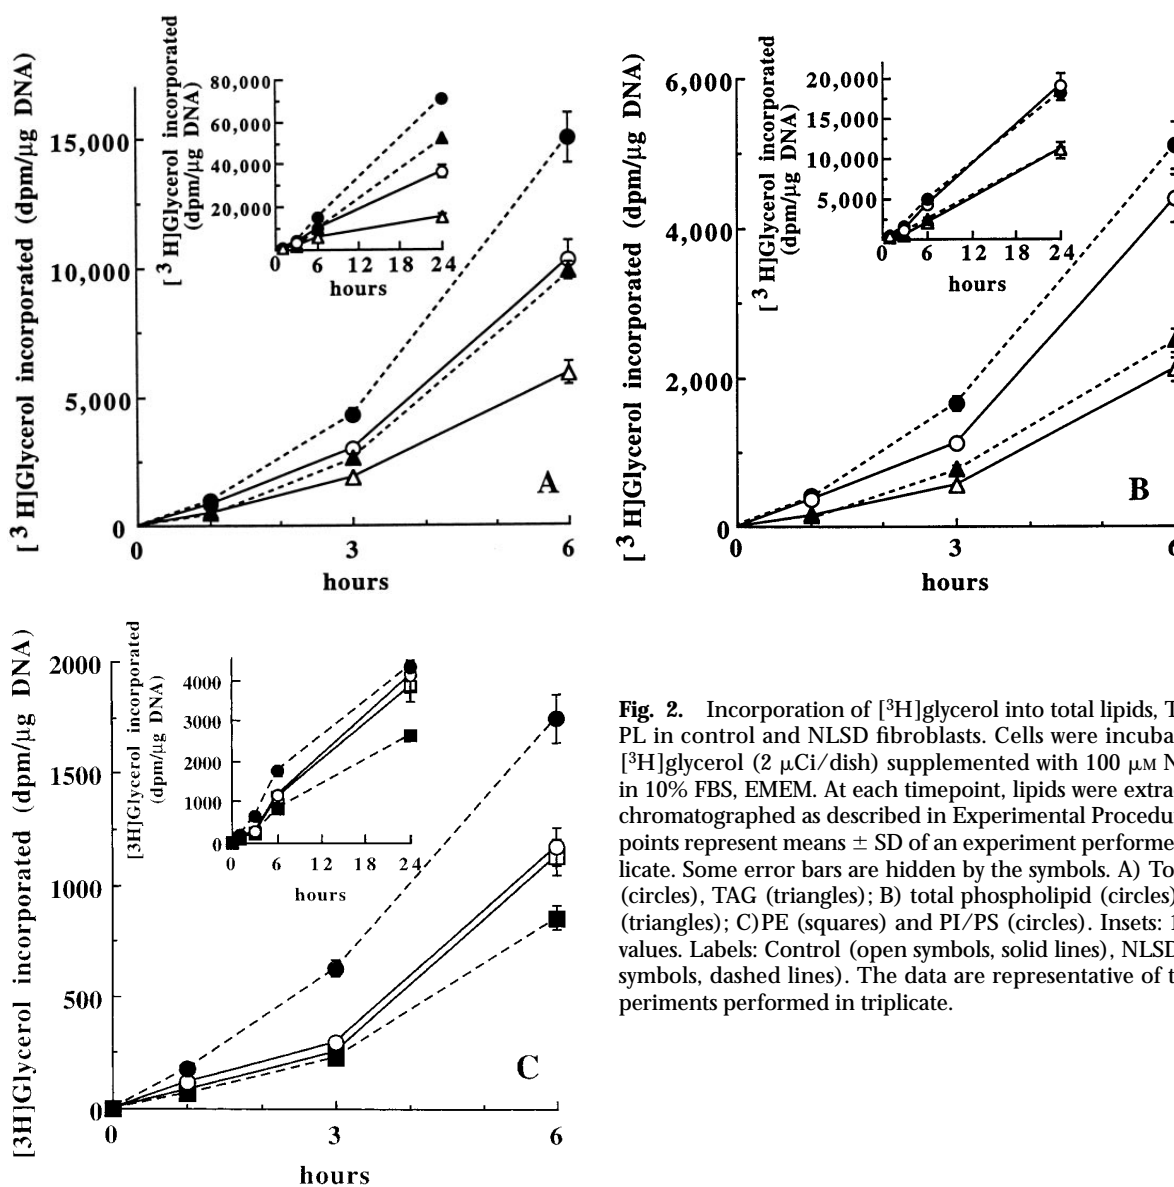 [³H]Glycerol incorporated (dpm/µg DNA)
15,000
10,000
5,000
0
0
3
6
hours
A
[³H]Glycerol incorporated
(dpm/µg DNA)
80,000
60,000
40,000
20,000
0
6
12
18
24
hours
[³H]Glycerol incorporated (dpm/µg DNA)
6,000
4,000
2,000
0
0
3
6
hours
B
[³H]Glycerol incorporated
(dpm/µg DNA)
20,000
15,000
10,000
5,000
0
6
12
18
24
hours
[3H]Glycerol incorporated (dpm/µg DNA)
2000
1500
1000
500
0
0
3
6
hours
C
[3H]Glycerol incorporated
(dpm/µg DNA)
4000
3000
2000
1000
0
0
6
12
18
24
hours
Fig. 2. Incorporation of [³H]glycerol into total lipids, T
PL in control and NLSD fibroblasts. Cells were incuba
[³H]glycerol (2 µCi/dish) supplemented with 100 µM N
in 10% FBS, EMEM. At each timepoint, lipids were extra
chromatographed as described in Experimental Procedu
points represent means ± SD of an experiment performe
licate. Some error bars are hidden by the symbols. A) To
(circles), TAG (triangles); B) total phospholipid (circles)
(triangles); C)PE (squares) and PI/PS (circles). Insets:
values. Labels: Control (open symbols, solid lines), NLSD
symbols, dashed lines). The data are representative of t
periments performed in triplicate.